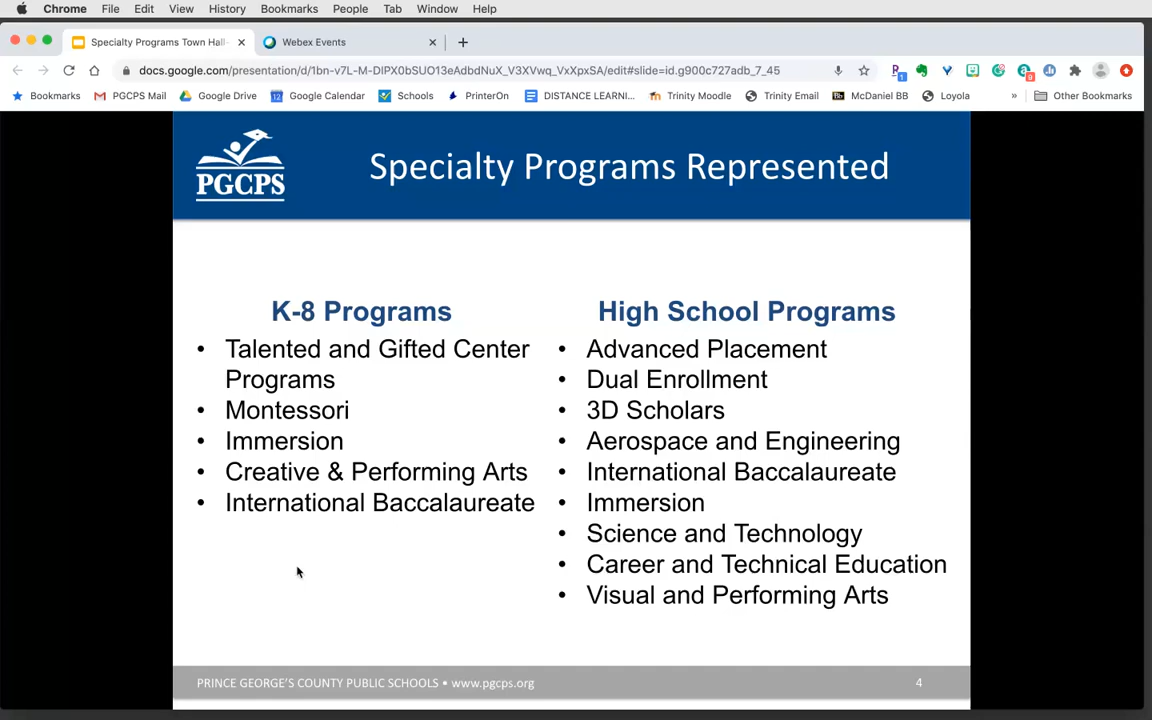 Chrome File Edit View History Bookmarks People Tab Window Help
Specialty Programs Town Hall
Webex Events
docs.google.com/presentation/d/1bn-v7L-M-DIPX0bSUO13eAdbdNuX_V3XVwq_VxXpxSA/edit#slide=id.g900c727adb_7_45
Bookmarks PGCPS Mail Google Drive Google Calendar Schools PrinterOn DISTANCE LEARNI... Trinity Moodle Trinity Email McDaniel BB Loyola » Other Bookmarks
PGCPS
Specialty Programs Represented
K-8 Programs
• Talented and Gifted Center
Programs
• Montessori
• Immersion
• Creative & Performing Arts
• International Baccalaureate
High School Programs
• Advanced Placement
• Dual Enrollment
• 3D Scholars
• Aerospace and Engineering
• International Baccalaureate
• Immersion
• Science and Technology
• Career and Technical Education
• Visual and Performing Arts
PRINCE GEORGE'S COUNTY PUBLIC SCHOOLS • www.pgcps.org
4